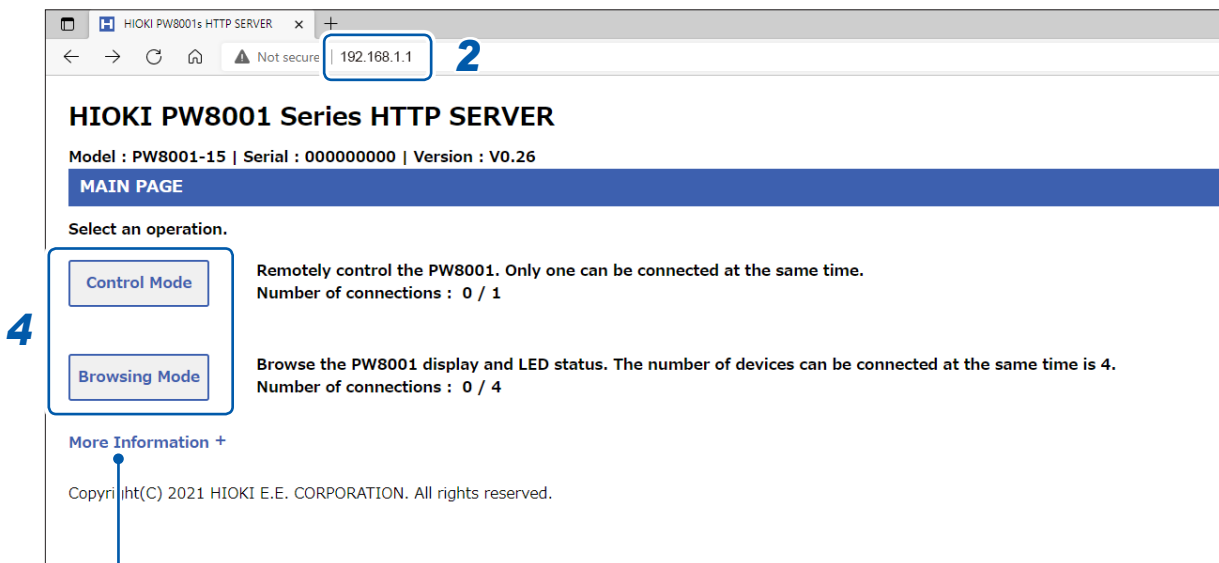 HIOKI PW8001s HTTP SERVER
Not secure | 192.168.1.1
2
HIOKI PW8001 Series HTTP SERVER
Model : PW8001-15 | Serial : 000000000 | Version : V0.26
MAIN PAGE
Select an operation.
4
Control Mode
Remotely control the PW8001. Only one can be connected at the same time.
Number of connections : 0 / 1
Browsing Mode
Browse the PW8001 display and LED status. The number of devices can be connected at the same time is 4.
Number of connections : 0 / 4
More Information +
Copyright(C) 2021 HIOKI E.E. CORPORATION. All rights reserved.